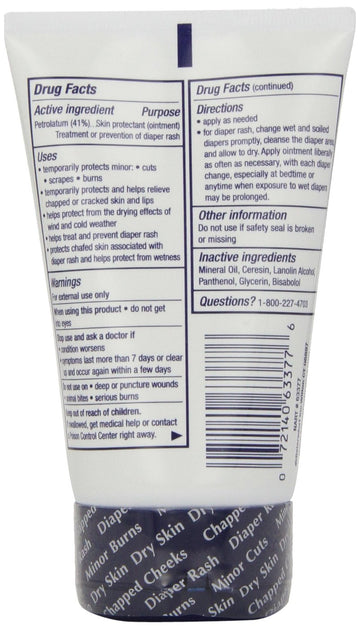 Drug Facts
Active ingredient Purpose
Petrolatum (41%)...Skin protectant (ointment)
Treatment or prevention of diaper rash
Uses
• temporarily protects minor: • cuts
• scrapes • burns
• temporarily protects and helps relieve
chapped or cracked skin and lips
• helps protect from the drying effects of
wind and cold weather
• helps treat and prevent diaper rash
• protects chafed skin associated with
diaper rash and helps protect from wetness
Warnings
For external use only
When using this product • do not get
into eyes
Stop use and ask a doctor if
• condition worsens
• symptoms last more than 7 days or clear
up and occur again within a few days
Do not use on • deep or puncture wounds
• animal bites • serious burns
Keep out of reach of children.
If swallowed, get medical help or contact
a Poison Control Center right away.
Drug Facts (continued)
Directions
• apply as needed
• for diaper rash, change wet and soiled
diapers promptly, cleanse the diaper area,
and allow to dry. Apply ointment liberally
as often as necessary, with each diaper
change, especially at bedtime or
anytime when exposure to wet diapers
may be prolonged.
Other information
Do not use if safety seal is broken
or missing
Inactive ingredients
Mineral Oil, Ceresin, Lanolin Alcohol,
Panthenol, Glycerin, Bisabolol
Questions? 1-800-227-4703
0 72140 63377 6
PART # 63377
Chapped
Diaper Rash
Minor Burns
Dry Skin
Chapped Cheeks
Diaper Rash
Minor Cuts
Dry Skin